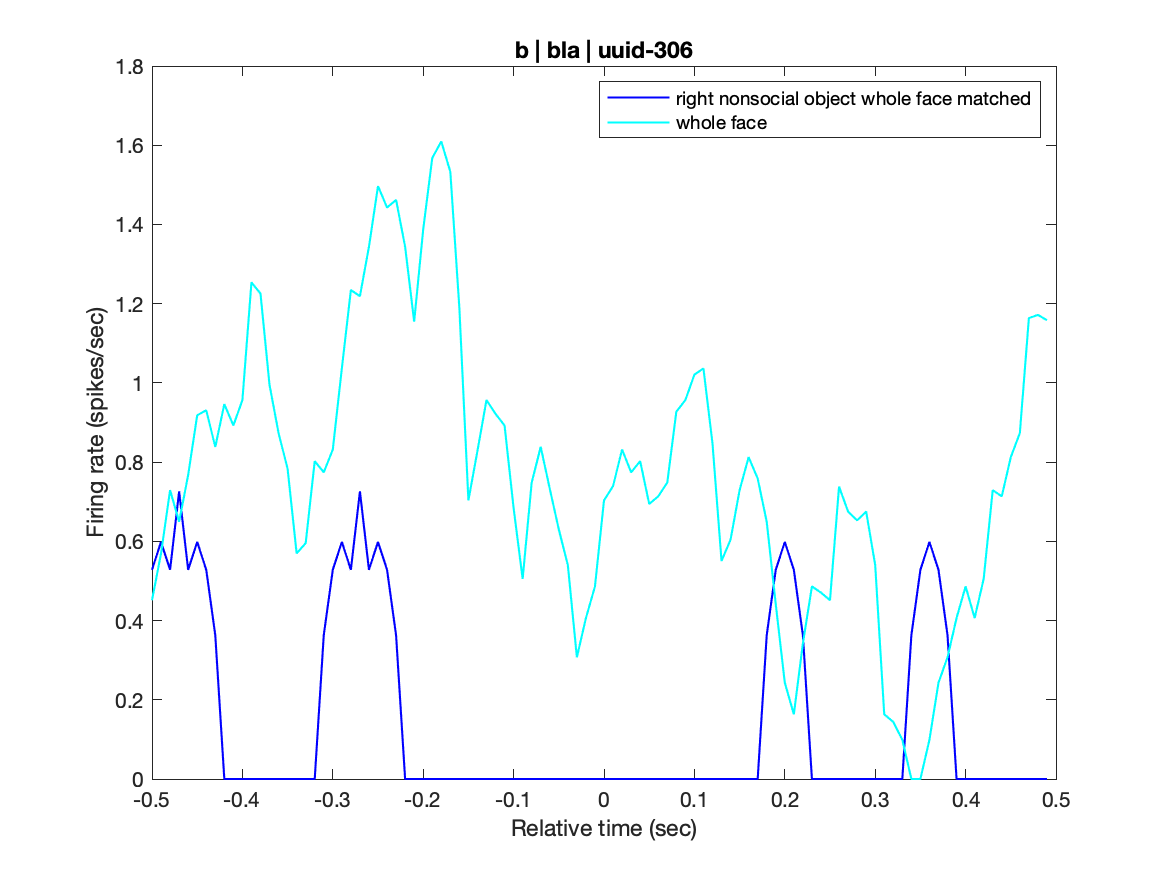 b | bla | uuid-306
right nonsocial object whole face matched
whole face
Firing rate (spikes/sec)
1.8
1.6
1.4
1.2
1
0.8
0.6
0.4
0.2
0
-0.5 -0.4 -0.3 -0.2 -0.1 0 0.1 0.2 0.3 0.4 0.5
Relative time (sec)